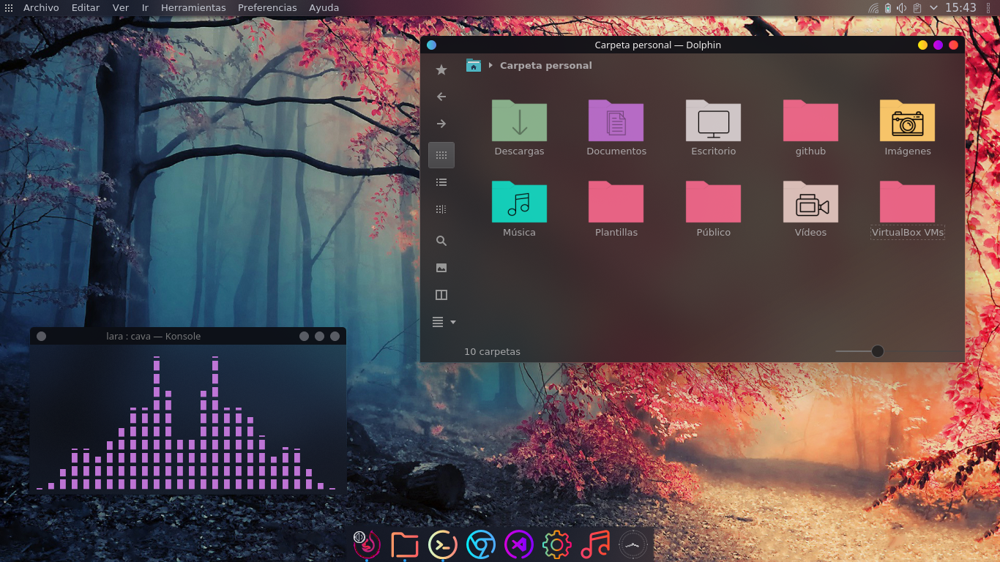 Archivo Editar Ver Ir Herramientas Preferencias Ayuda 15:43
Carpeta personal — Dolphin
Carpeta personal
Descargas Documentos Escritorio github Imágenes
Música Plantillas Público Vídeos VirtualBox VMs
10 carpetas
lara : cava — Konsole